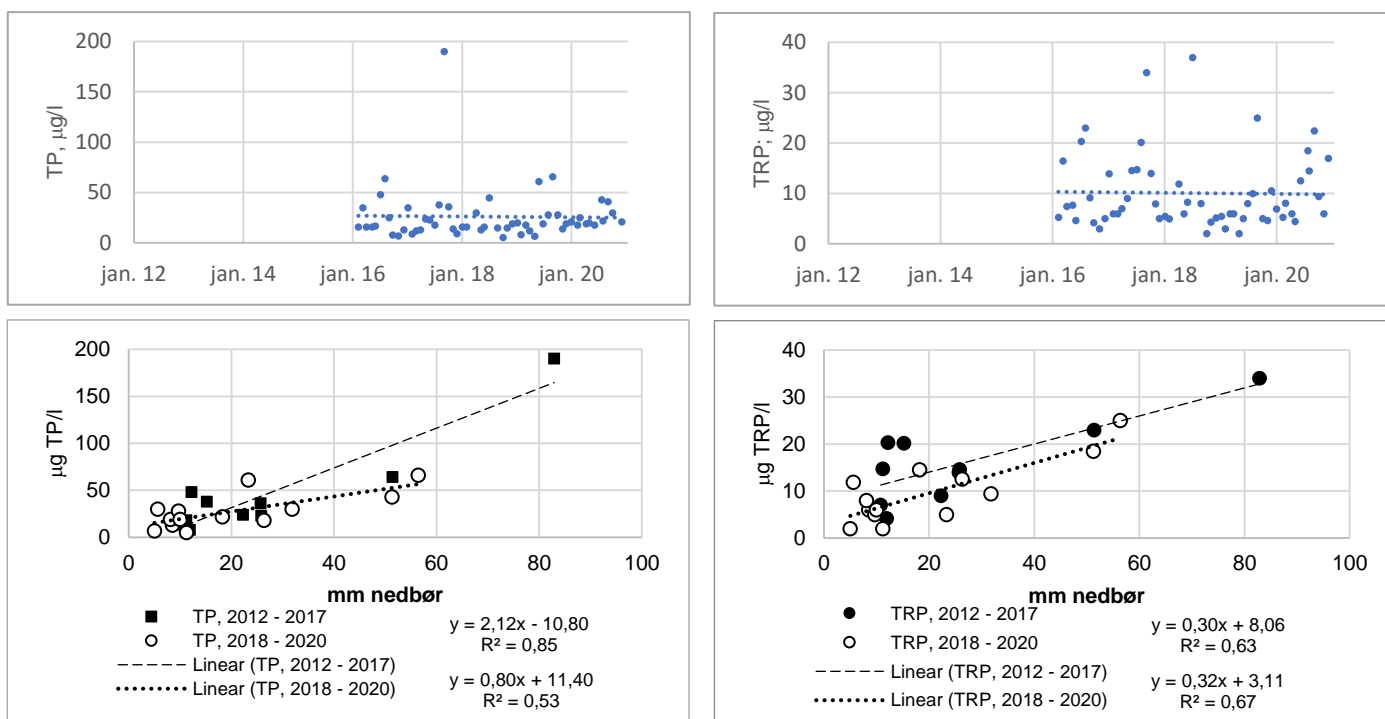 200
150
100
50
0
TP, µg/l
jan. 12 jan. 14 jan. 16 jan. 18 jan. 20
40
30
20
10
0
TRP; µg/l
jan. 12 jan. 14 jan. 16 jan. 18 jan. 20
200
150
100
50
0
µg TP/l
0 20 40 60 80 100
mm nedbør
TP, 2012 - 2017
TP, 2018 - 2020
Linear (TP, 2012 - 2017)
Linear (TP, 2018 - 2020)
y = 2,12x - 10,80
R² = 0,85
y = 0,80x + 11,40
R² = 0,53
40
30
20
10
0
µg TRP/l
0 20 40 60 80 100
mm nedbør
TRP, 2012 - 2017
TRP, 2018 - 2020
Linear (TRP, 2012 - 2017)
Linear (TRP, 2018 - 2020)
y = 0,30x + 8,06
R² = 0,63
y = 0,32x + 3,11
R² = 0,67